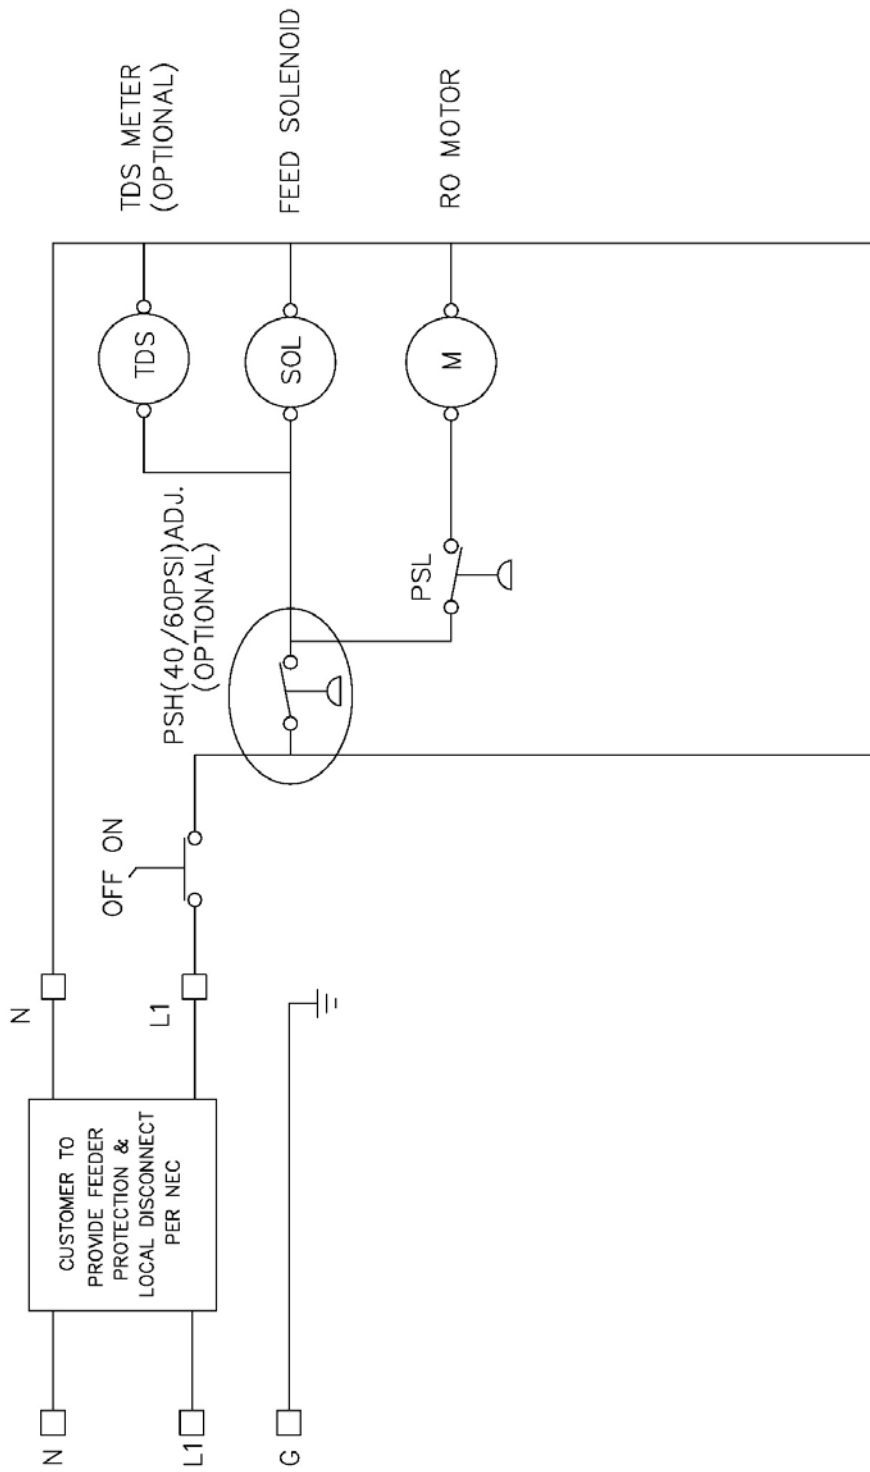 N
L1
G
CUSTOMER TO
PROVIDE FEEDER
PROTECTION &
LOCAL DISCONNECT
PER NEC
N
L1
OFF ON
PSH(40/60PSI)ADJ.
(OPTIONAL)
PSL
TDS
SOL
M
TDS METER
(OPTIONAL)
FEED SOLENOID
RO MOTOR